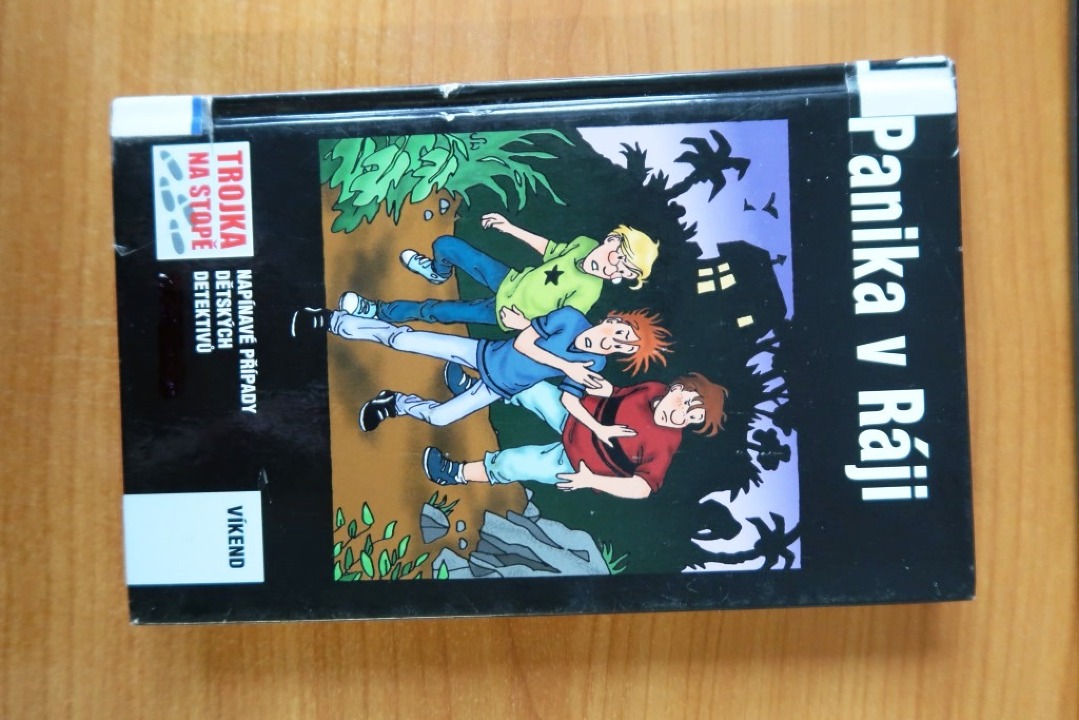 Panika v Ráji
TROJKA
NA STOPĚ
NAPÍNAVÉ PŘÍPADY
DĚTSKÝCH
DETEKTIVŮ
VÍKEND